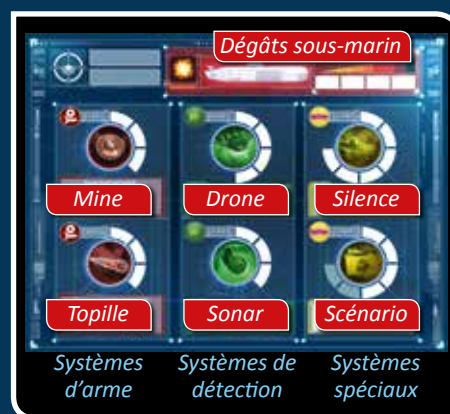 Dégâts sous-marin
Mine
Drone
Silence
Topille
Sonar
Scénario
Systèmes d'arme
Systèmes de détection
Systèmes spéciaux